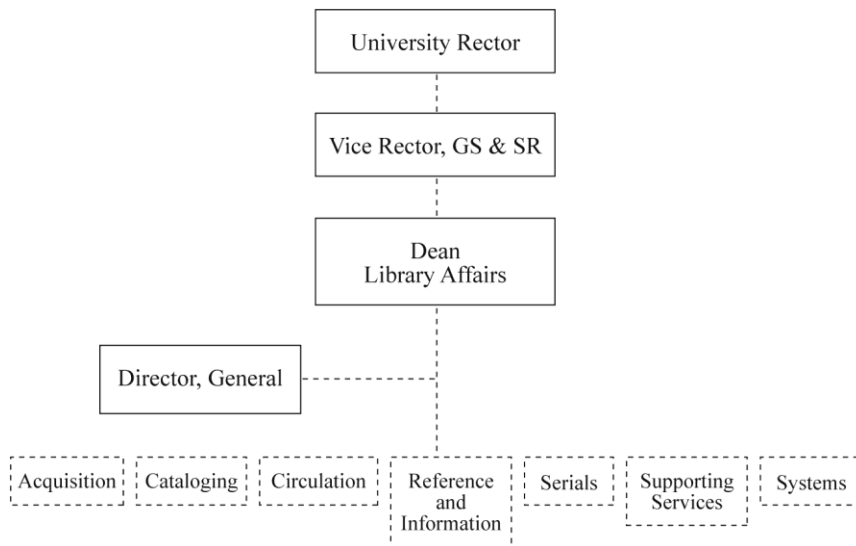 University Rector
Vice Rector, GS & SR
Dean
Library Affairs
Director, General
Acquisition
Cataloging
Circulation
Reference
and
Information
Serials
Supporting
Services
Systems